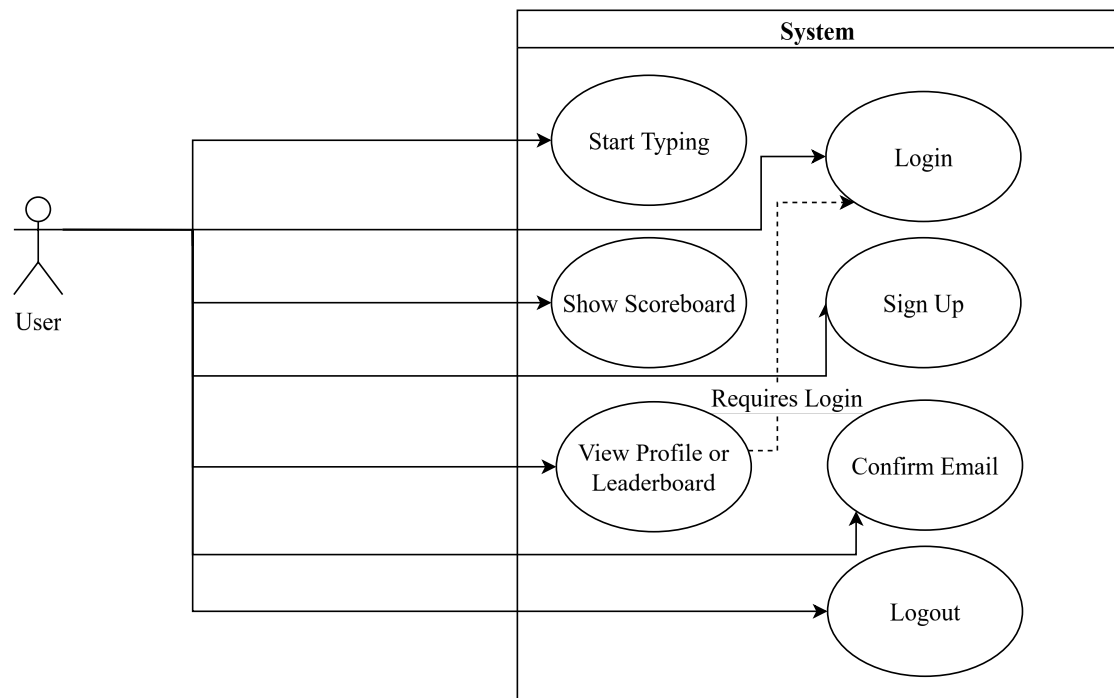 System
Start Typing
Login
User
Show Scoreboard
Sign Up
Requires Login
View Profile or
Leaderboard
Confirm Email
Logout